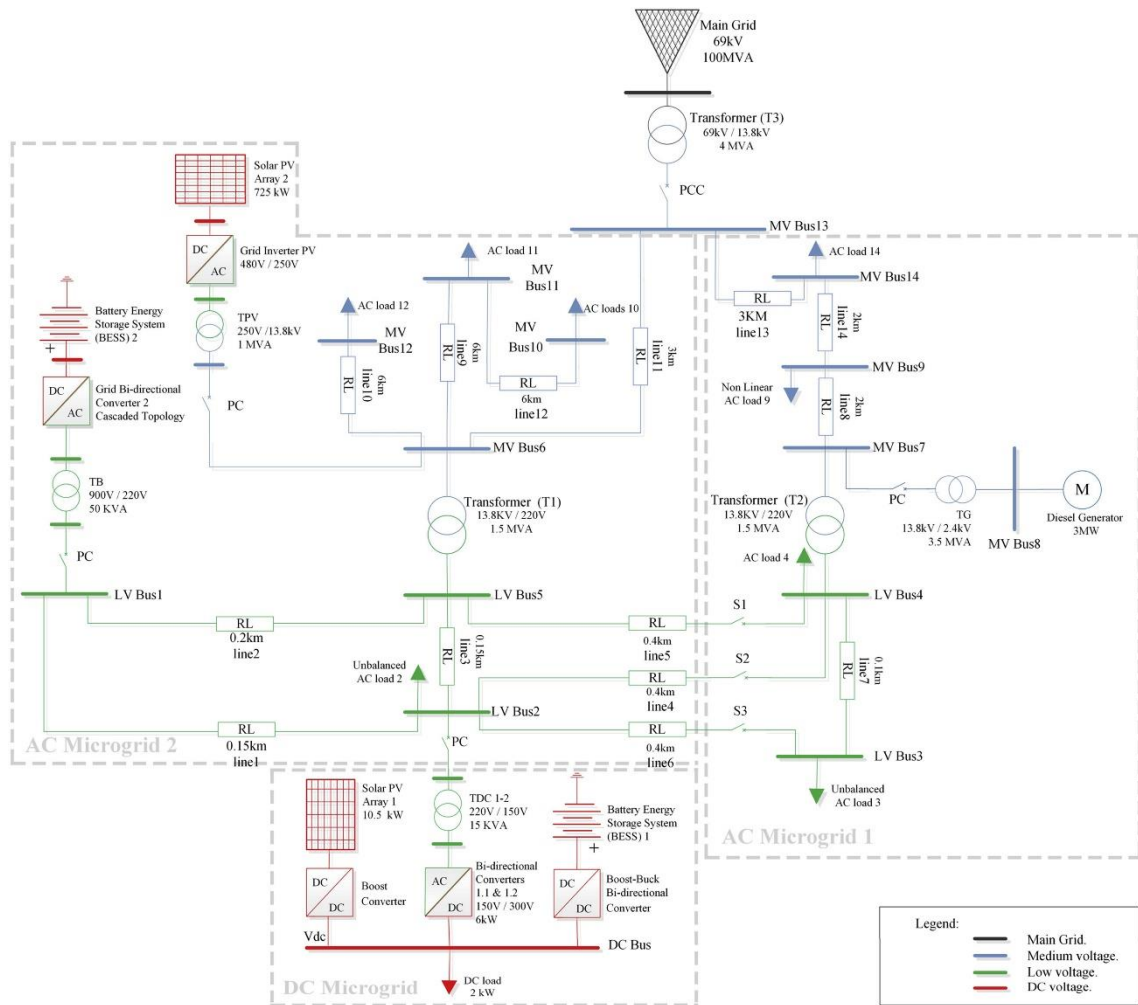 Main Grid
69kV
100MVA
Transformer (T3)
69kV / 13.8kV
4 MVA
PCC
MV Bus13
Solar PV
Array 2
725 kW
DC
AC
Grid Inverter PV
480V / 250V
TPV
250V /13.8kV
1 MVA
PC
Battery Energy
Storage System
(BESS) 2
+
DC
AC
Grid Bi-directional
Converter 2
Cascaded Topology
TB
900V / 220V
50 KVA
PC
LV Bus1
AC load 11
MV
Bus11
AC load 12
MV
Bus12
AC loads 10
MV
Bus10
RL
6km
line9
RL
6km
line10
RL
6km
line12
RL
3km
line11
MV Bus6
Transformer (T1)
13.8KV / 220V
1.5 MVA
LV Bus5
RL
0.2km
line2
RL
0.15km
line3
Unbalanced
AC load 2
LV Bus2
RL
0.15km
line1
AC Microgrid 2
PC
RL
0.4km
line5
S1
RL
0.4km
line4
S2
RL
0.4km
line6
S3
AC load 14
MV Bus14
RL
3KM
line13
RL
2km
line14
MV Bus9
Non Linear
AC load 9
RL
2km
line8
MV Bus7
Transformer (T2)
13.8KV / 220V
1.5 MVA
PC
TG
13.8kV / 2.4kV
3.5 MVA
MV Bus8
M
Diesel Generator
3MW
AC load 4
LV Bus4
RL
0.1km
line7
LV Bus3
Unbalanced
AC load 3
AC Microgrid 1
Solar PV
Array 1
10.5 kW
TDC 1-2
220V / 150V
15 KVA
Battery Energy
Storage System
(BESS) 1
+
DC
DC
Boost
Converter
AC
DC
Bi-directional
Converters
1.1 & 1.2
150V / 300V
6kW
DC
DC
Boost-Buck
Bi-directional
Converter
Vdc
DC Bus
DC load
2 kW
DC Microgrid
Legend:
Main Grid.
Medium voltage.
Low voltage.
DC voltage.